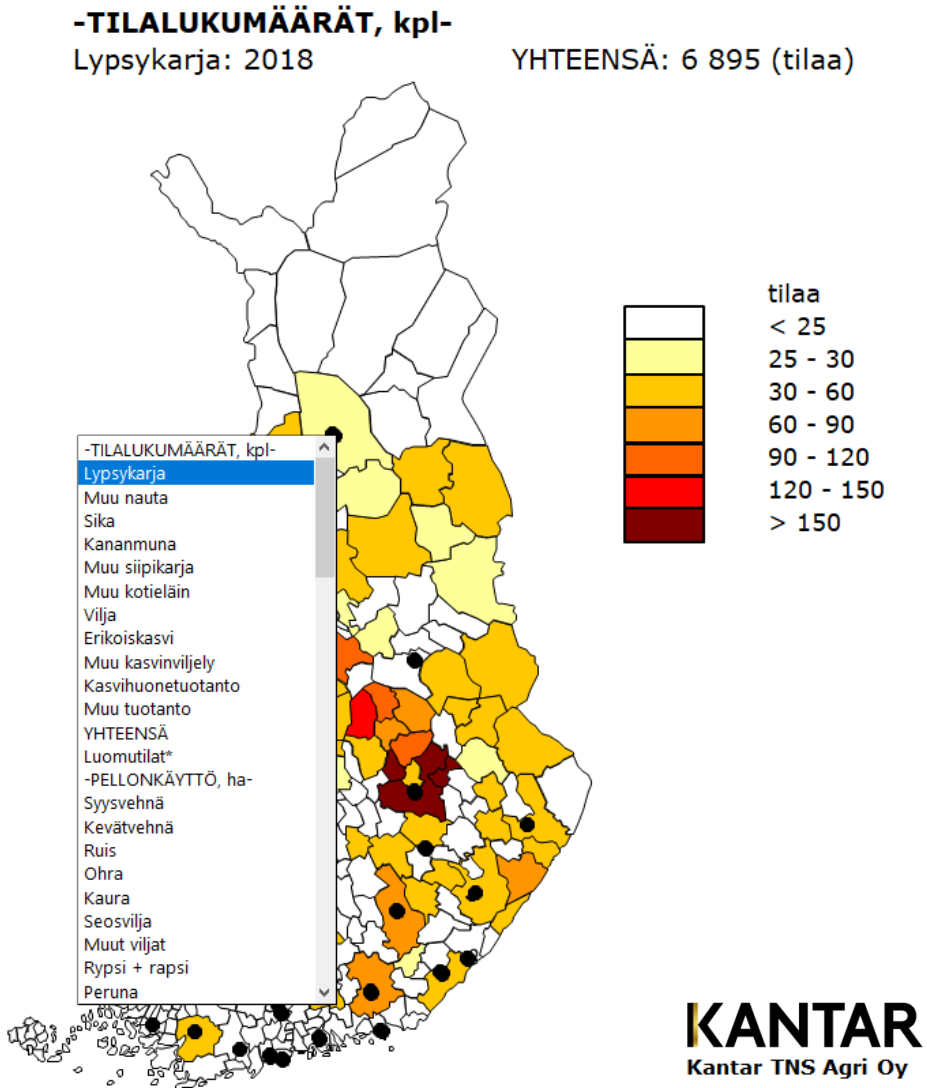 -TILALUKUMÄÄRÄT, kpl-
Lypsykarja: 2018 YHTEENSÄ: 6 895 (tilaa)
tilaa
< 25
25 - 30
30 - 60
60 - 90
90 - 120
120 - 150
> 150
-TILALUKUMÄÄRÄT, kpl-
Lypsykarja
Muu nauta
Sika
Kananmuna
Muu siipikarja
Muu kotieläin
Vilja
Erikoiskasvi
Muu kasvinviljely
Kasvihuonetuotanto
Muu tuotanto
YHTEENSÄ
Luomutilat*
-PELLONKÄYTTÖ, ha-
Syysvehnä
Kevätvehnä
Ruis
Ohra
Kaura
Seosvilja
Muut viljat
Rypsi + rapsi
Peruna
KANTAR
Kantar TNS Agri Oy